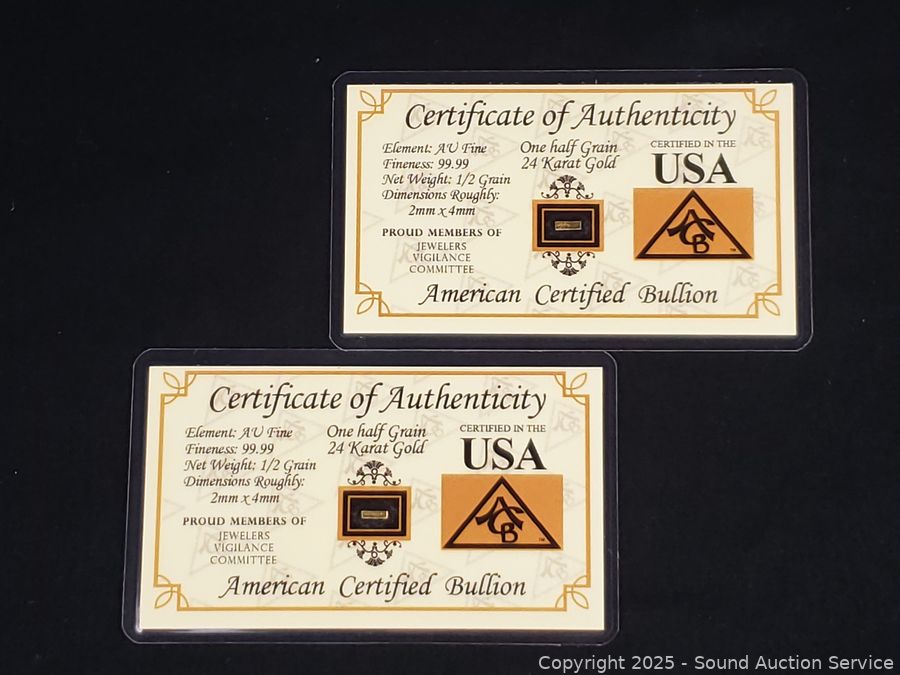 Certificate of Authenticity
Element: AU Fine
Fineness: 99.99
Net Weight: 1/2 Grain
Dimensions Roughly:
2mm x 4mm
PROUD MEMBERS OF
JEWELERS
VIGILANCE
COMMITTEE
One half Grain
24 Karat Gold
CERTIFIED IN THE
USA
ACB
TM
American Certified Bullion
Certificate of Authenticity
Element: AU Fine
Fineness: 99.99
Net Weight: 1/2 Grain
Dimensions Roughly:
2mm x 4mm
PROUD MEMBERS OF
JEWELERS
VIGILANCE
COMMITTEE
One half Grain
24 Karat Gold
CERTIFIED IN THE
USA
ACB
TM
American Certified Bullion
Copyright 2025 - Sound Auction Service